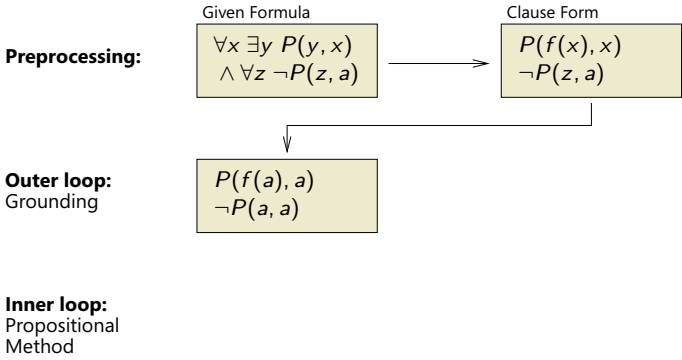 Given Formula
Clause Form
Preprocessing:
∀x ∃y P(y, x)
∧ ∀z ¬P(z, a)
P(f(x), x)
¬P(z, a)
Outer loop:
Grounding
P(f(a), a)
¬P(a, a)
Inner loop:
Propositional
Method